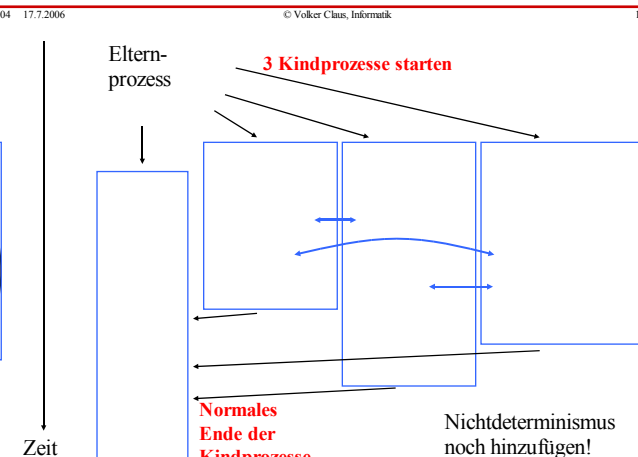 04 17.7.2006 © Volker Claus, Informatik
Eltern-
prozess
3 Kindprozesse starten
Normales
Ende der
Kindprozesse
Nichtdeterminismus
noch hinzufügen!
Zeit